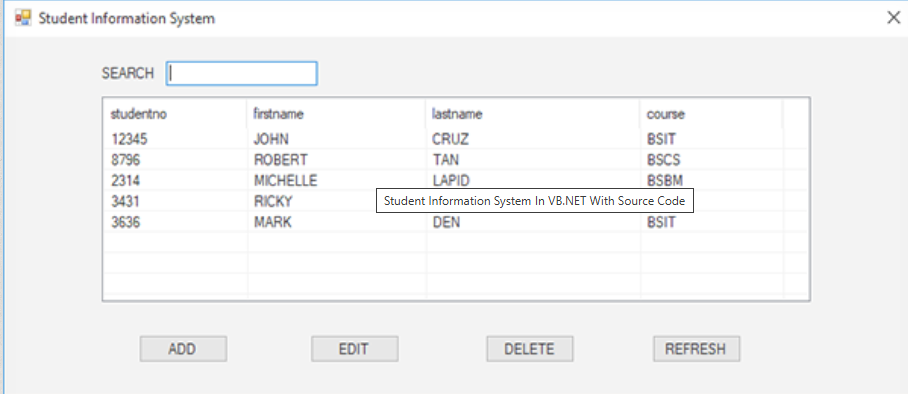 Student Information System
SEARCH
studentno firstname lastname course
12345 JOHN CRUZ BSIT
8796 ROBERT TAN BSCS
2314 MICHELLE LAPID BSBM
3431 RICKY
Student Information System In VB.NET With Source Code
3636 MARK DEN BSIT
ADD EDIT DELETE REFRESH